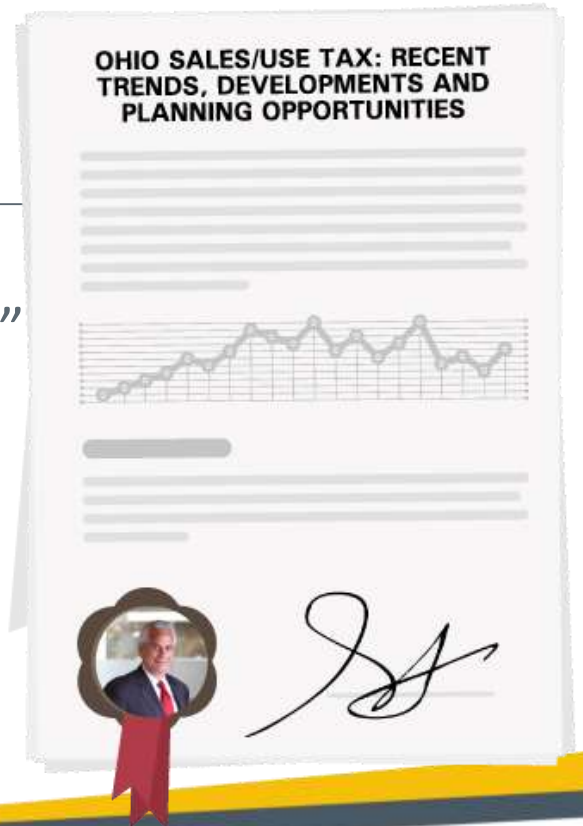 OHIO SALES/USE TAX: RECENT
TRENDS, DEVELOPMENTS AND
PLANNING OPPORTUNITIES
”